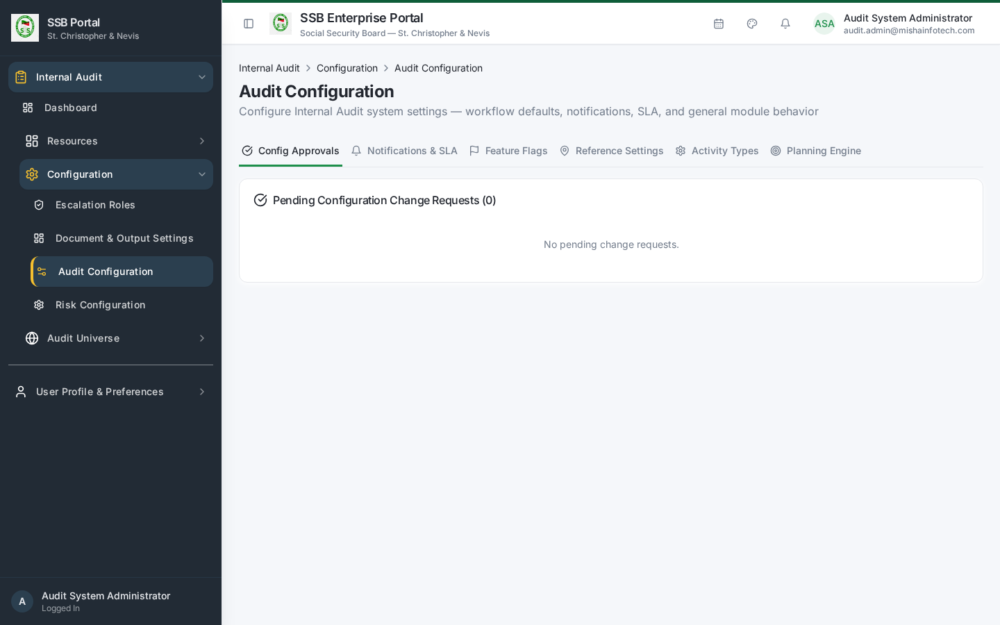 SSB Portal
St. Christopher & Nevis
Internal Audit
Dashboard
Resources
Configuration
Escalation Roles
Document & Output Settings
Audit Configuration
Risk Configuration
Audit Universe
User Profile & Preferences
A
Audit System Administrator
Logged In
SSB Enterprise Portal
Social Security Board — St. Christopher & Nevis
ASA
Audit System Administrator
audit.admin@mishainfotech.com
Internal Audit > Configuration > Audit Configuration
Audit Configuration
Configure Internal Audit system settings — workflow defaults, notifications, SLA, and general module behavior
Config Approvals Notifications & SLA Feature Flags Reference Settings Activity Types Planning Engine
Pending Configuration Change Requests (0)
No pending change requests.